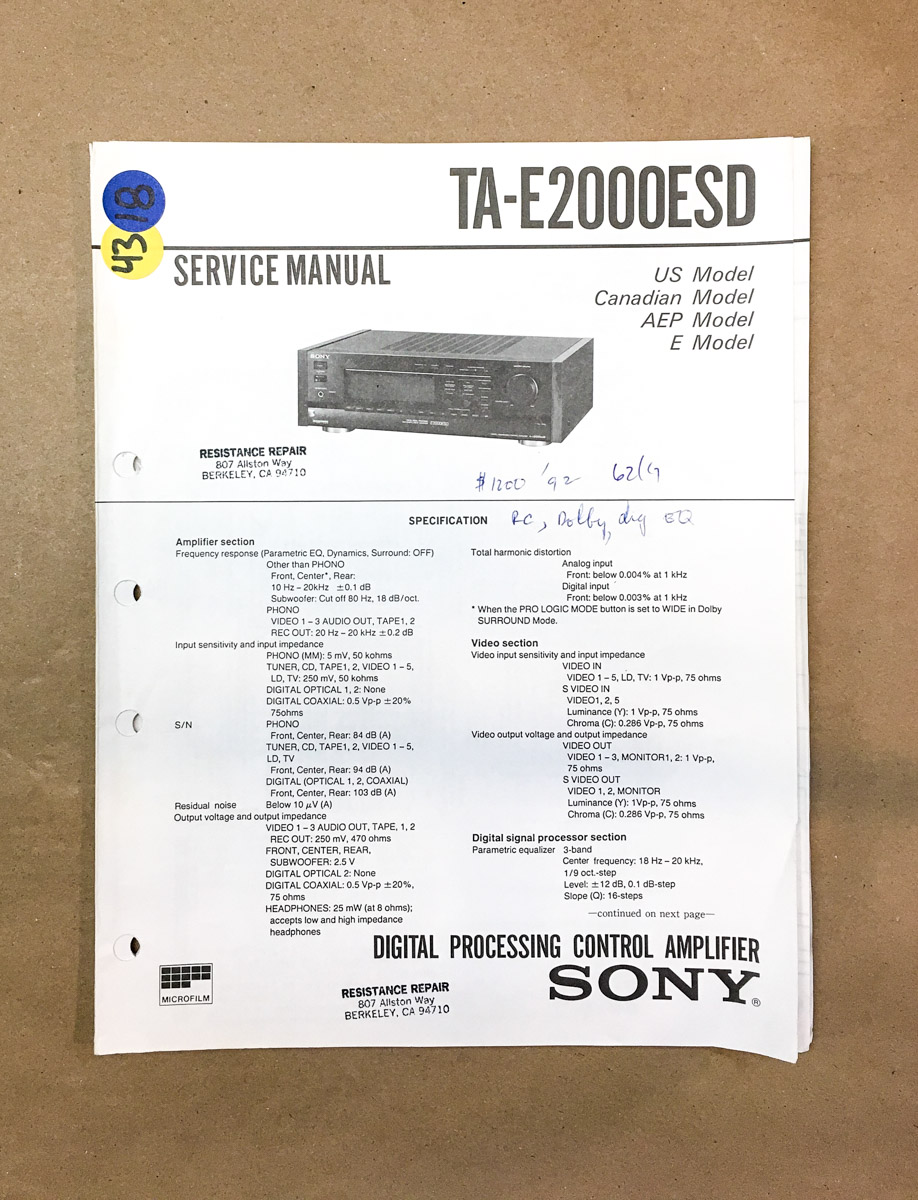 18
43
TA-E2000ESD
SERVICE MANUAL
US Model
Canadian Model
AEP Model
E Model
SONY
RESISTANCE REPAIR
807 Allston Way
BERKELEY, CA 94710
$1200 '92
SPECIFICATION
RC, Dolby, EQ
Amplifier section
Frequency response (Parametric EQ, Dynamics, Surround: OFF)
Other than PHONO
Front, Center*, Rear:
10 Hz – 20kHz ±0.1 dB
Subwoofer: Cut off 80 Hz, 18 dB/oct.
PHONO
VIDEO 1 – 3 AUDIO OUT, TAPE1, 2
REC OUT: 20 Hz – 20 kHz ±0.2 dB
Input sensitivity and input impedance
PHONO (MM): 5 mV, 50 kohms
TUNER, CD, TAPE1, 2, VIDEO 1 – 5,
LD, TV: 250 mV, 50 kohms
DIGITAL OPTICAL 1, 2: None
DIGITAL COAXIAL: 0.5 Vp-p ±20%
75ohms
S/N PHONO
Front, Center, Rear: 84 dB (A)
TUNER, CD, TAPE1, 2, VIDEO 1 – 5,
LD, TV
Front, Center, Rear: 94 dB (A)
DIGITAL (OPTICAL 1, 2, COAXIAL)
Front, Center, Rear: 103 dB (A)
Residual noise Below 10 μV (A)
Output voltage and output impedance
VIDEO 1 – 3 AUDIO OUT, TAPE, 1, 2
REC OUT: 250 mV, 470 ohms
FRONT, CENTER, REAR,
SUBWOOFER: 2.5 V
DIGITAL OPTICAL 2: None
DIGITAL COAXIAL: 0.5 Vp-p ±20%,
75 ohms
HEADPHONES: 25 mW (at 8 ohms);
accepts low and high impedance
headphones
Total harmonic distortion
Analog input
Front: below 0.004% at 1 kHz
Digital input
Front: below 0.003% at 1 kHz
* When the PRO LOGIC MODE button is set to WIDE in Dolby
SURROUND Mode.
Video section
Video input sensitivity and input impedance
VIDEO IN
VIDEO 1 – 5, LD, TV: 1 Vp-p, 75 ohms
S VIDEO IN
VIDEO1, 2, 5
Luminance (Y): 1 Vp-p, 75 ohms
Chroma (C): 0.286 Vp-p, 75 ohms
Video output voltage and output impedance
VIDEO OUT
VIDEO 1 – 3, MONITOR1, 2: 1 Vp-p,
75 ohms
S VIDEO OUT
VIDEO 1, 2, MONITOR
Luminance (Y): 1Vp-p, 75 ohms
Chroma (C): 0.286 Vp-p, 75 ohms
Digital signal processor section
Parametric equalizer 3-band
Center frequency: 18 Hz – 20 kHz,
1/9 oct.-step
Level: ±12 dB, 0.1 dB-step
Slope (Q): 16-steps
—continued on next page—
DIGITAL PROCESSING CONTROL AMPLIFIER
SONY®
MICROFILM
RESISTANCE REPAIR
807 Allston Way
BERKELEY, CA 94710